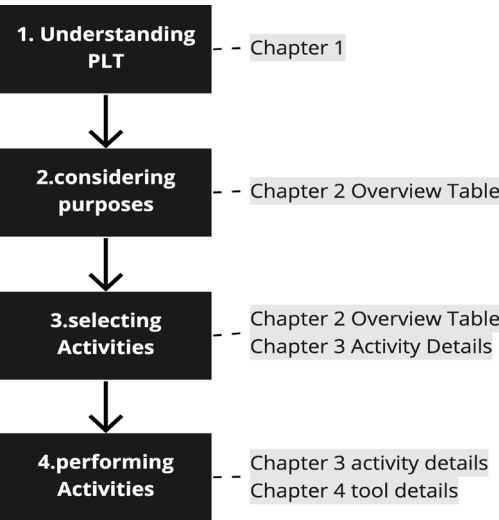 1. Understanding
PLT
Chapter 1
2.considering
purposes
Chapter 2 Overview Table
3.selecting
Activities
Chapter 2 Overview Table
Chapter 3 Activity Details
4.performing
Activities
Chapter 3 activity details
Chapter 4 tool details